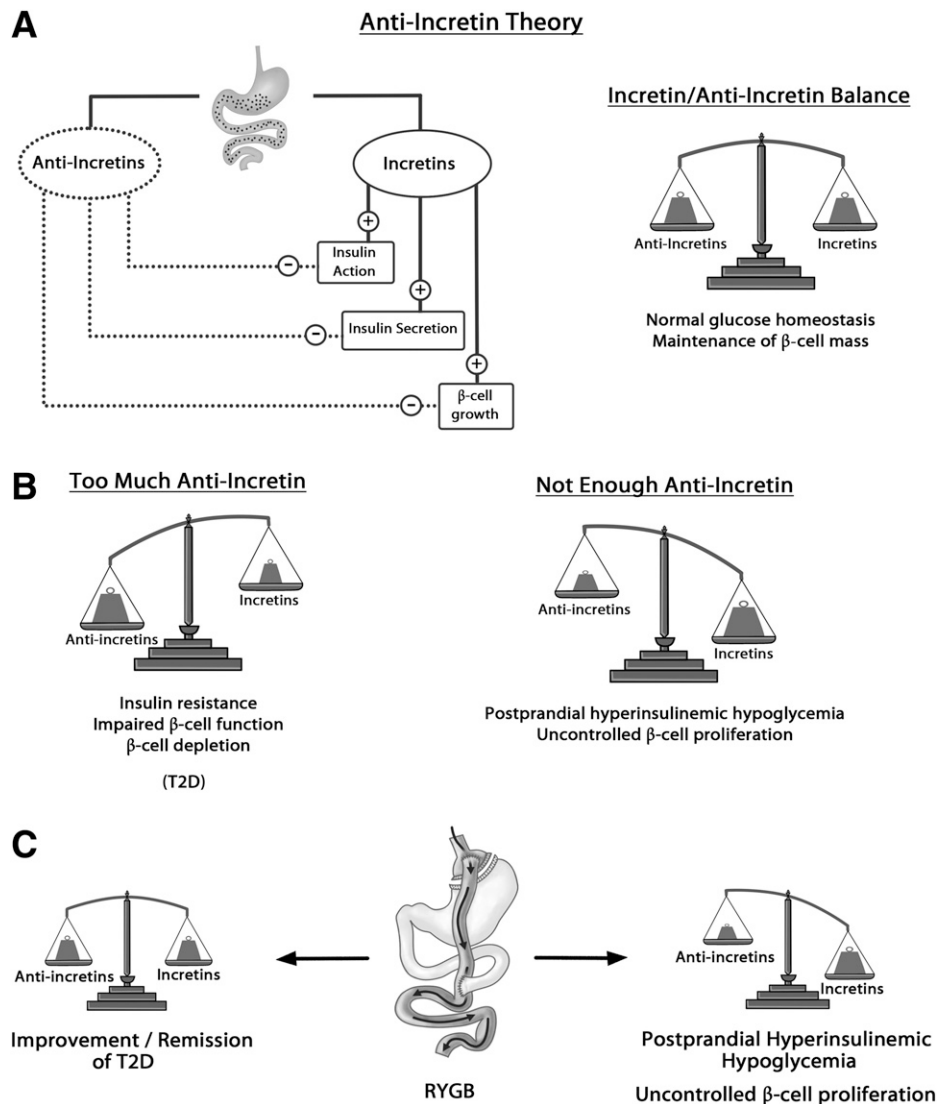 A
Anti-Incretin Theory
Anti-Incretins
Incretins
+
Insulin
Action
−
+
Insulin Secretion
−
+
β-cell
growth
−
Incretin/Anti-Incretin Balance
Anti-Incretins
Incretins
Normal glucose homeostasis
Maintenance of β-cell mass
B
Too Much Anti-Incretin
Incretins
Anti-incretins
Insulin resistance
Impaired β-cell function
β-cell depletion
(T2D)
Not Enough Anti-Incretin
Anti-incretins
Incretins
Postprandial hyperinsulinemic hypoglycemia
Uncontrolled β-cell proliferation
C
Anti-incretins
Incretins
Improvement / Remission
of T2D
RYGB
Anti-incretins
Incretins
Postprandial Hyperinsulinemic
Hypoglycemia
Uncontrolled β-cell proliferation